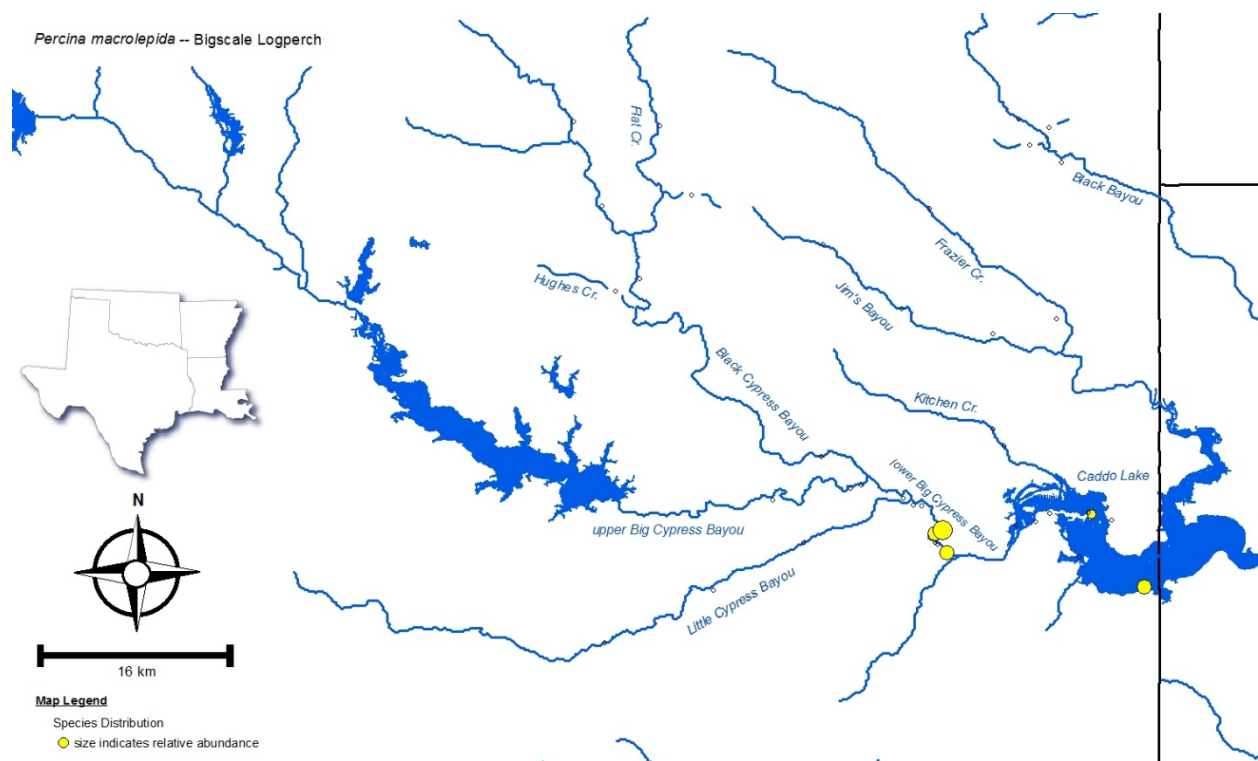 Percina macrolepida -- Bigscale Logperch
Flat Cr.
Black Bayou
Frazier Cr.
Hughes Cr.
Jim's Bayou
Black Cypress Bayou
Kitchen Cr.
lower Big Cypress Bayou
Caddo Lake
upper Big Cypress Bayou
Little Cypress Bayou
N
16 km
Map Legend
Species Distribution
size indicates relative abundance